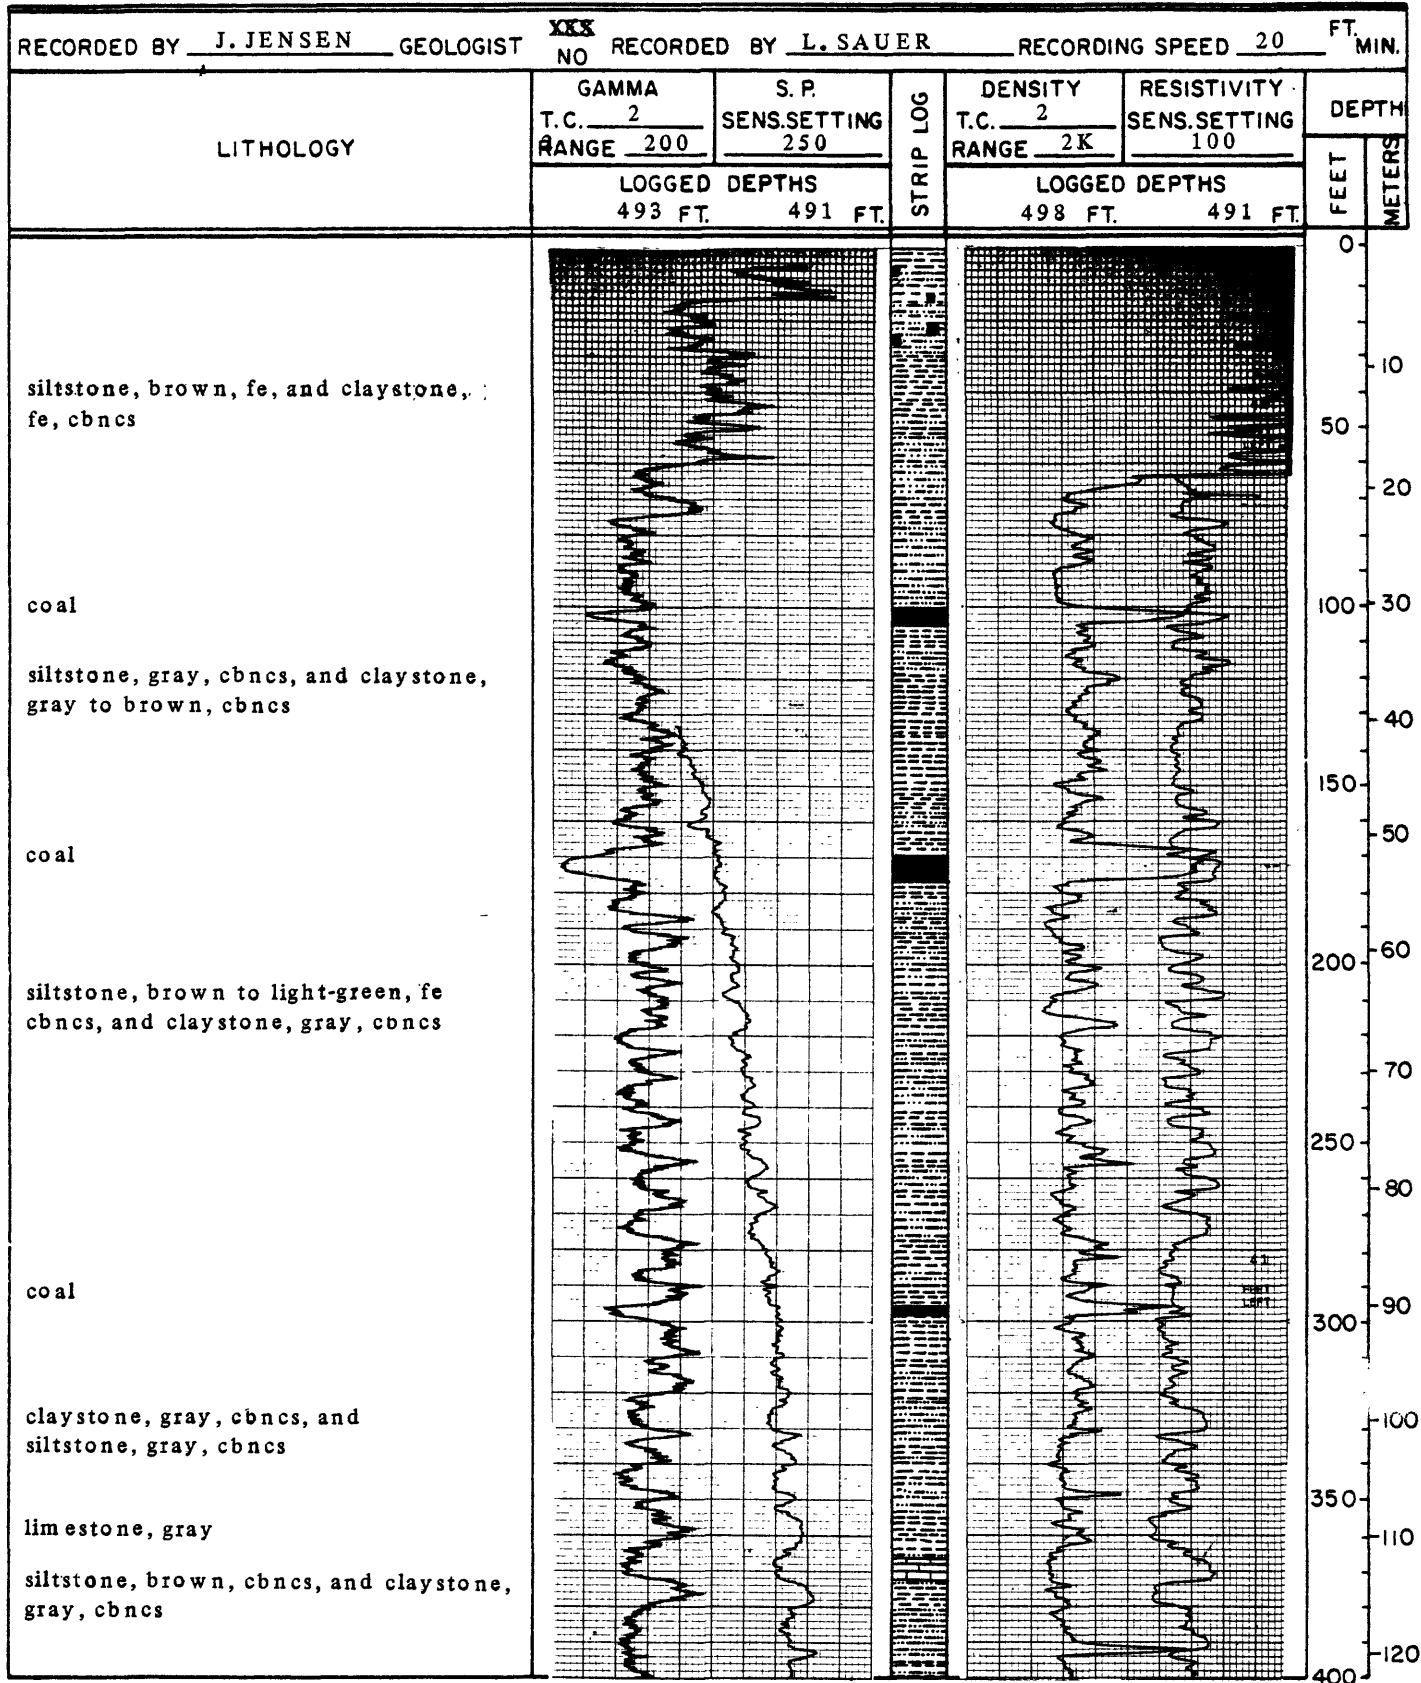 RECORDED BY J. JENSEN GEOLOGIST XXX NO RECORDED BY L. SAUER RECORDING SPEED 20 FT. MIN.
LITHOLOGY
GAMMA
T.C. 2
RANGE 200
S. P.
SENS. SETTING
250
LOGGED DEPTHS
493 FT. 491 FT.
STRIP LOG
DENSITY
T.C. 2
RANGE 2K
RESISTIVITY
SENS. SETTING
100
LOGGED DEPTHS
498 FT. 491 FT.
DEPTH
FEET
METERS
0
siltstone, brown, fe, and claystone,
fe, cbncs
10
50
20
coal
100
30
siltstone, gray, cbncs, and claystone,
gray to brown, cbncs
40
150
50
coal
60
200
siltstone, brown to light-green, fe
cbncs, and claystone, gray, cbncs
70
250
80
coal
90
300
claystone, gray, cbncs, and
siltstone, gray, cbncs
100
350
limestone, gray
110
siltstone, brown, cbncs, and claystone,
gray, cbncs
120
400